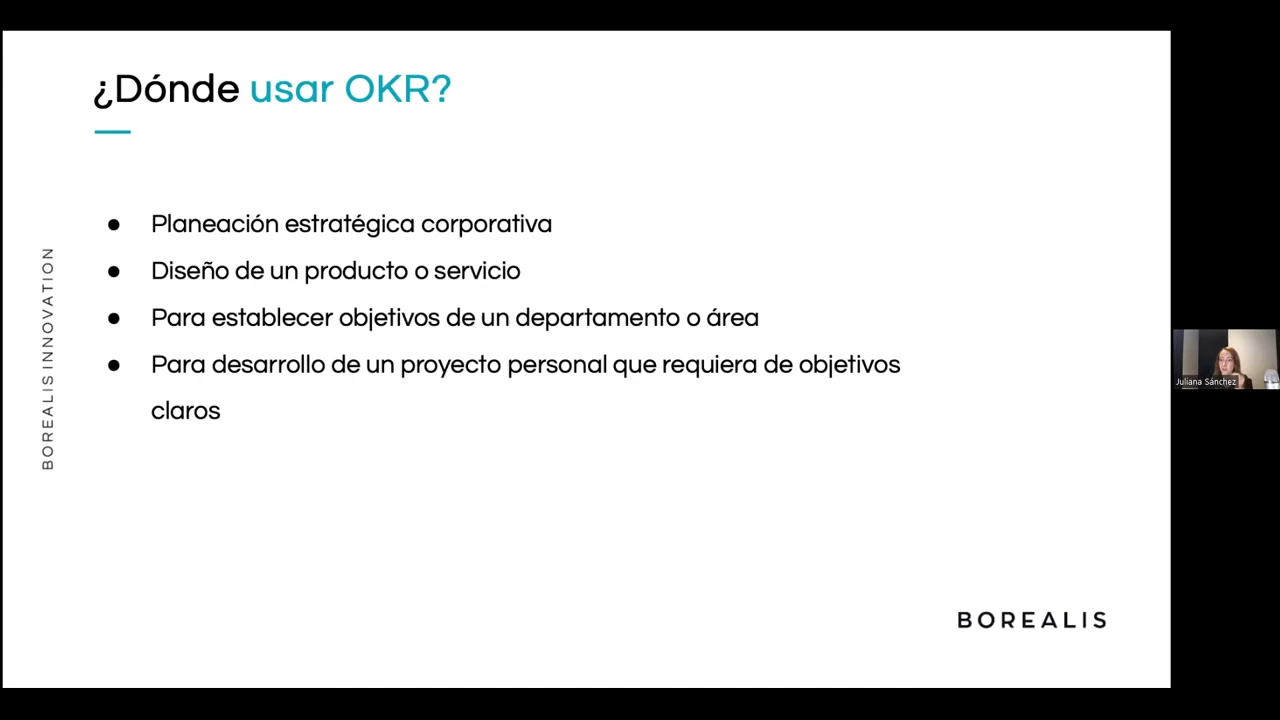 ¿Dónde usar OKR?
BOREALIS INNOVATION
● Planeación estratégica corporativa
● Diseño de un producto o servicio
● Para establecer objetivos de un departamento o área
● Para desarrollo de un proyecto personal que requiera de objetivos
claros
Juliana Sánchez
BOREALIS